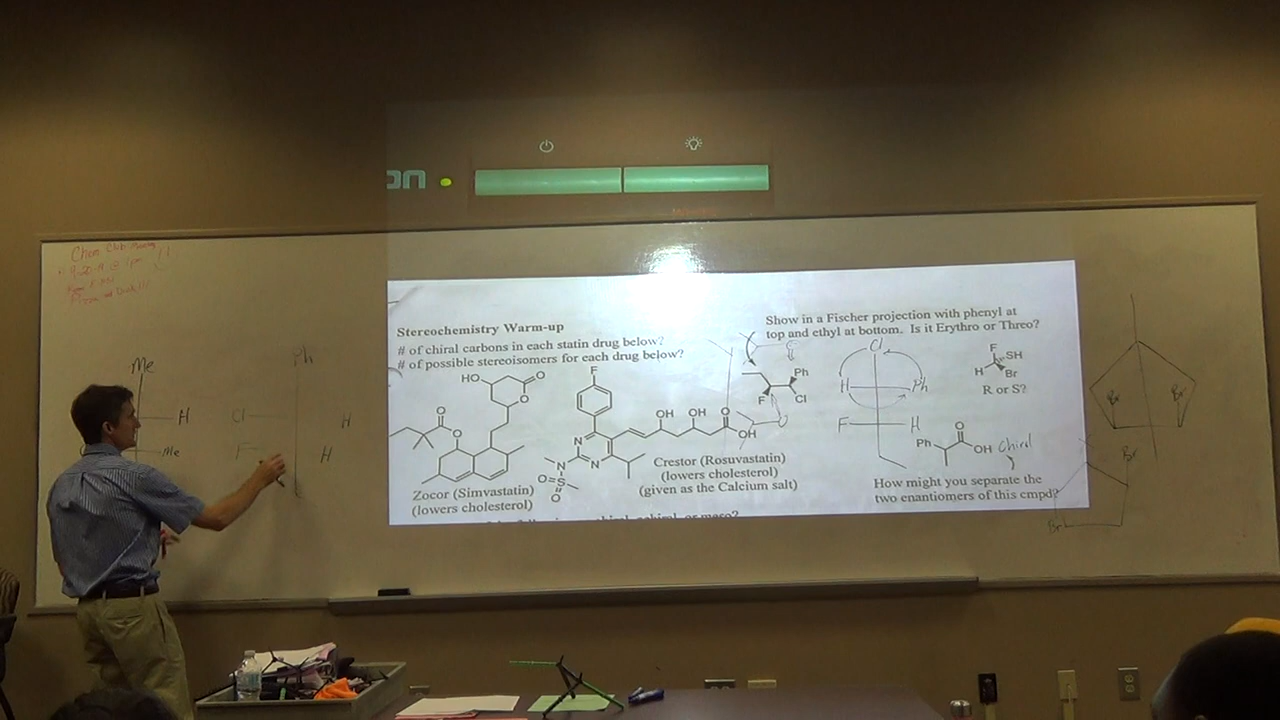 on
Chem Club Meeting
Stereochemistry Warm-up
# of chiral carbons in each statin drug below?
# of possible stereoisomers for each drug below?
HO
O
O
O
O
Zocor (Simvastatin)
(lowers cholesterol)
F
OH
OH
O
OH
N
N
N
O
S
O
Crestor (Rosuvastatin)
(lowers cholesterol)
(given as the Calcium salt)
Show in a Fischer projection with phenyl at
top and ethyl at bottom. Is it Erythro or Threo?
Ph
F
Cl
Cl
H
Ph
F
H
F
SH
H
Br
R or S?
Ph
O
OH
Chiral
How might you separate the
two enantiomers of this cmpd?
Me
H
Me
Ph
Cl
H
F
H
Br
Br
Br
Br